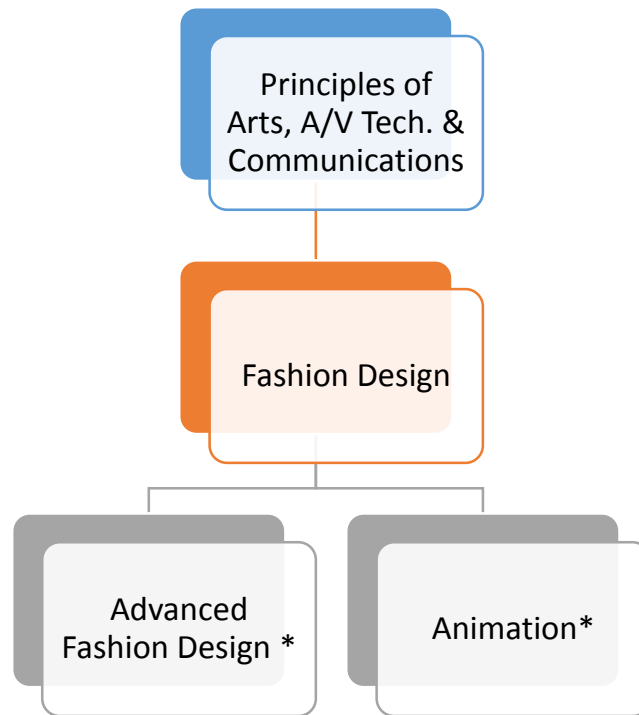 Principles of
Arts, A/V Tech. &
Communications
Fashion Design
Advanced
Fashion Design *
Animation*